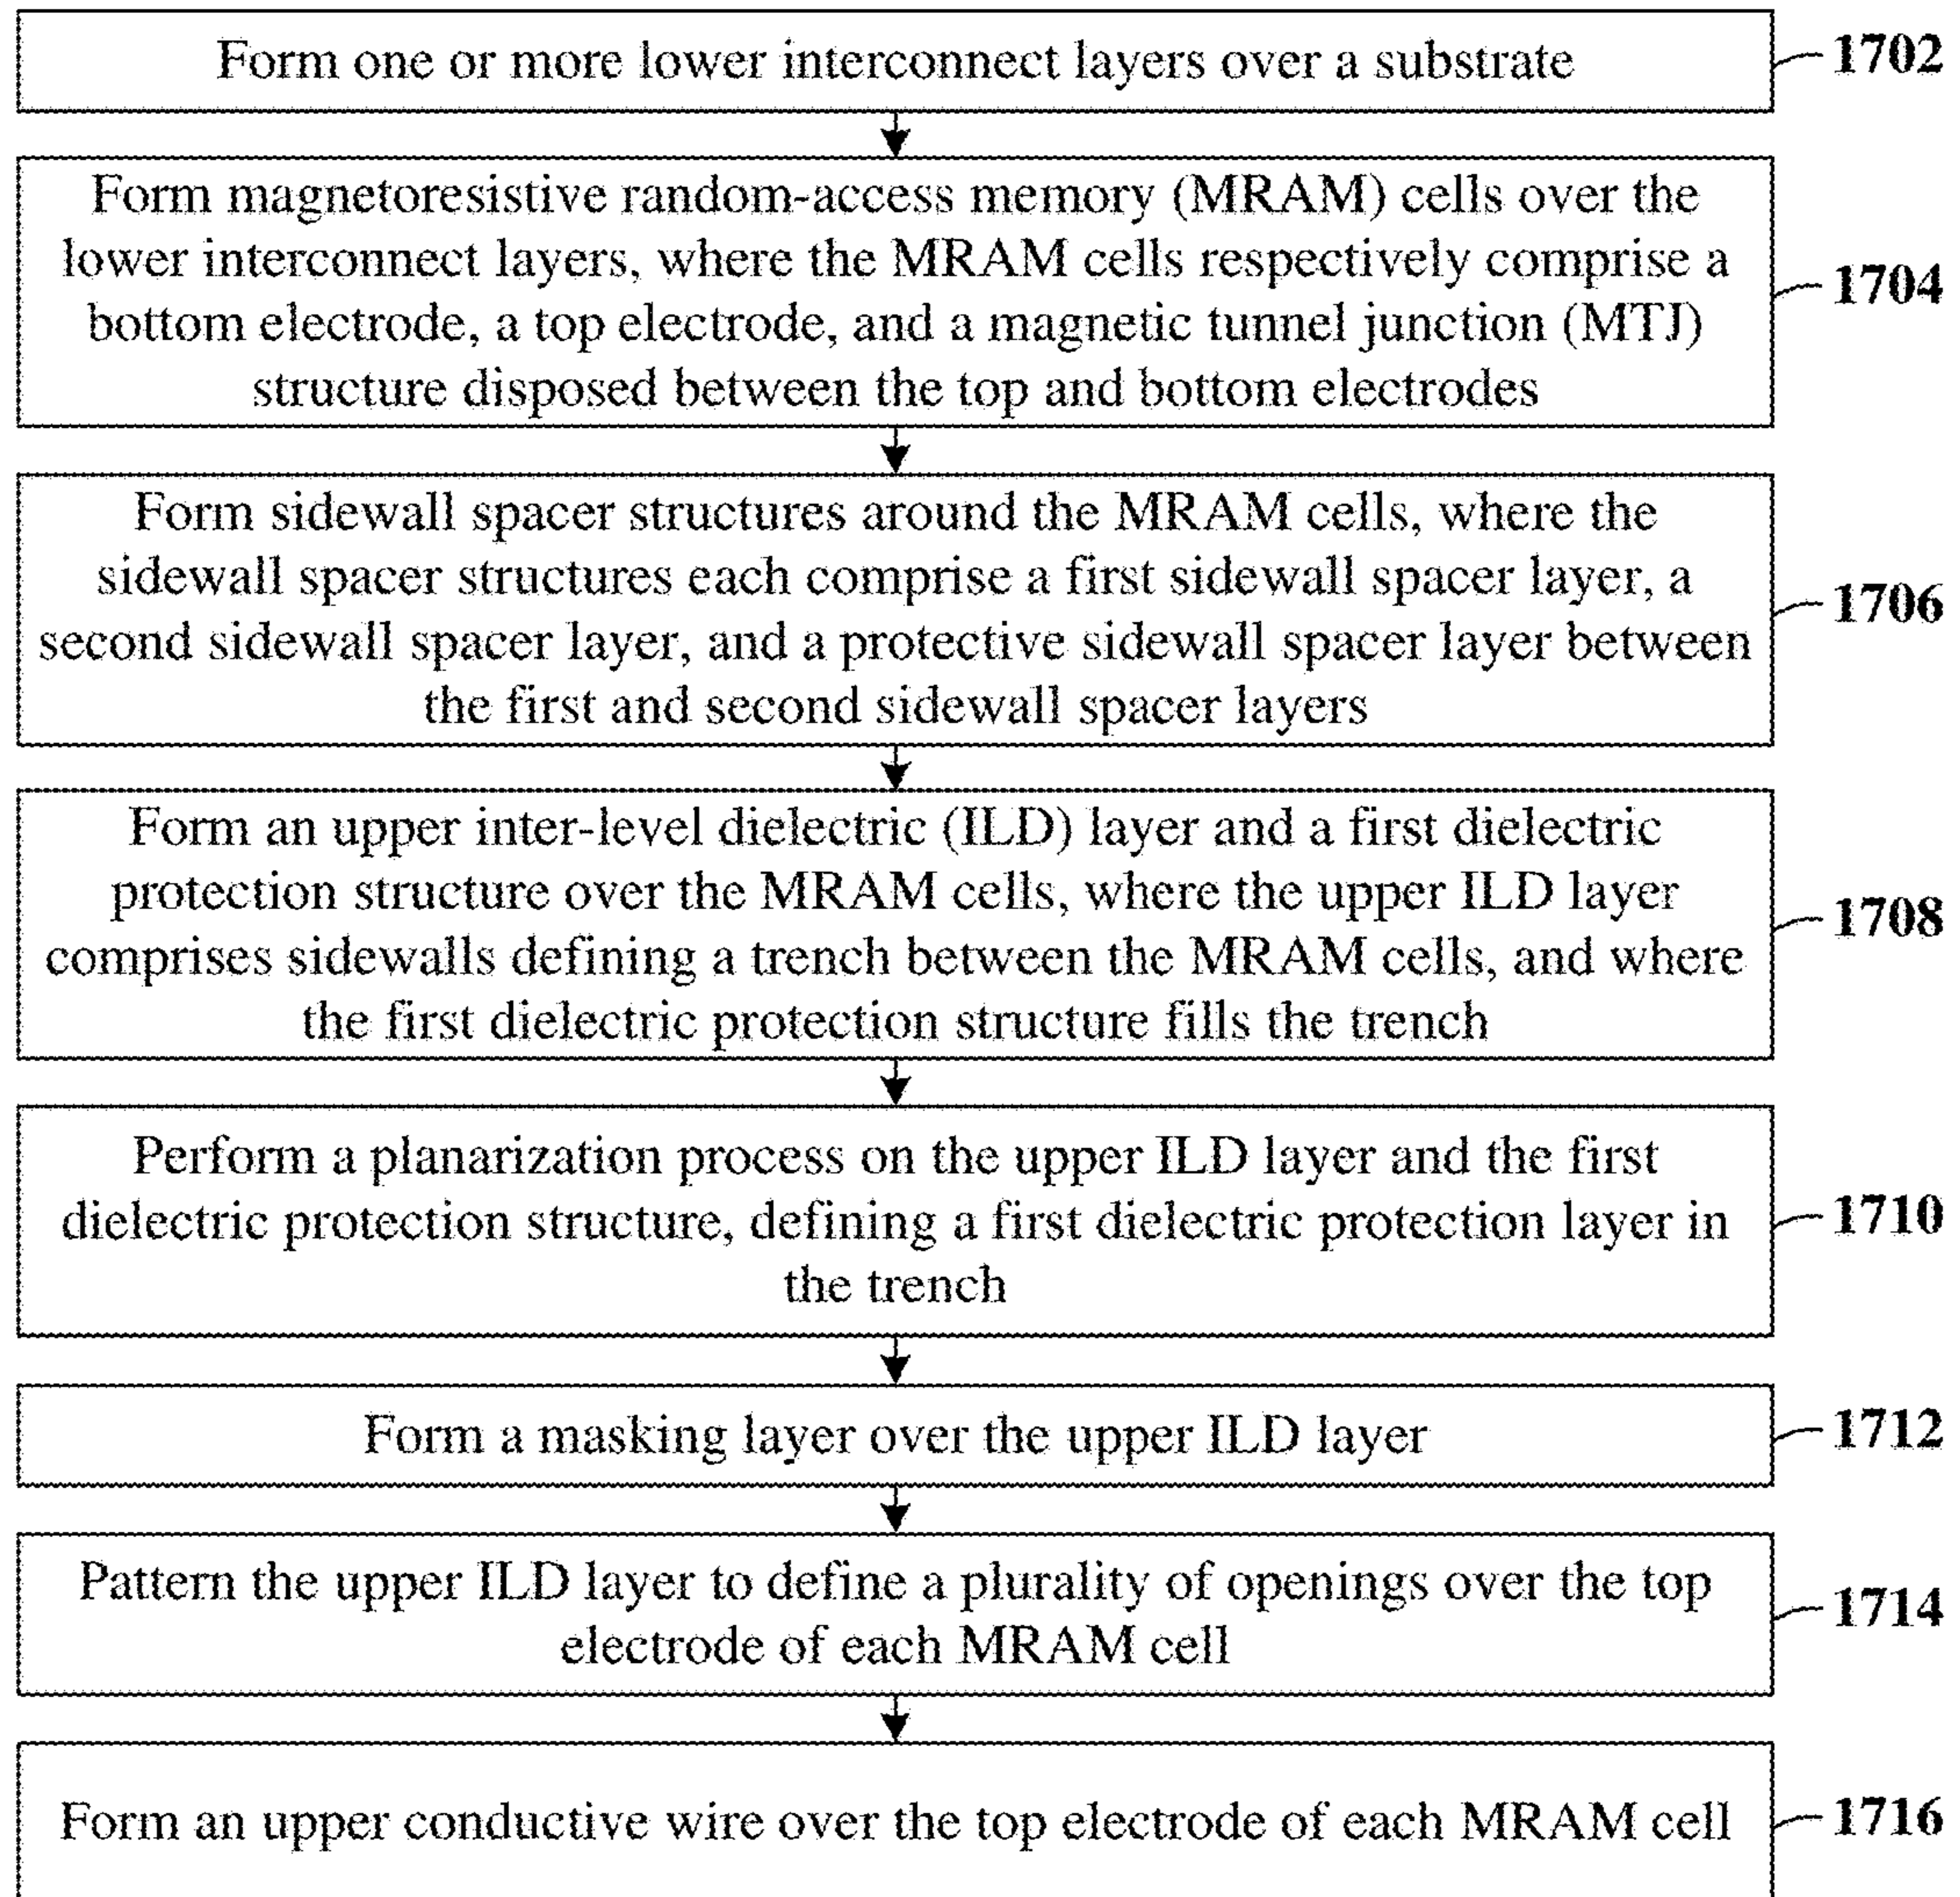 Form one or more lower interconnect layers over a substrate
1702
Form magnetoresistive random-access memory (MRAM) cells over the
lower interconnect layers, where the MRAM cells respectively comprise a
bottom electrode, a top electrode, and a magnetic tunnel junction (MTJ)
structure disposed between the top and bottom electrodes
1704
Form sidewall spacer structures around the MRAM cells, where the
sidewall spacer structures each comprise a first sidewall spacer layer, a
second sidewall spacer layer, and a protective sidewall spacer layer between
the first and second sidewall spacer layers
1706
Form an upper inter-level dielectric (ILD) layer and a first dielectric
protection structure over the MRAM cells, where the upper ILD layer
comprises sidewalls defining a trench between the MRAM cells, and where
the first dielectric protection structure fills the trench
1708
Perform a planarization process on the upper ILD layer and the first
dielectric protection structure, defining a first dielectric protection layer in
the trench
1710
Form a masking layer over the upper ILD layer
1712
Pattern the upper ILD layer to define a plurality of openings over the top
electrode of each MRAM cell
1714
Form an upper conductive wire over the top electrode of each MRAM cell
1716